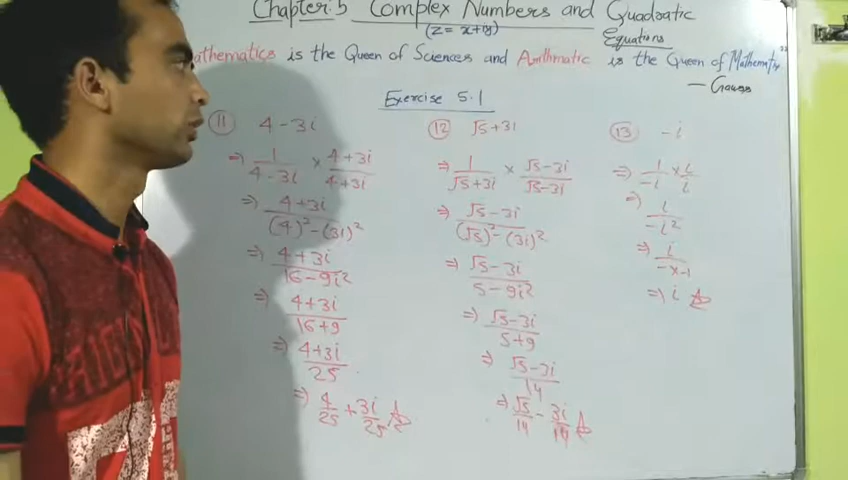 Chapter:5 Complex Numbers and Quadratic
(z = x+iy) Equations
Mathematics is the Queen of Sciences and Arithmatic is the Queen of Mathematics"
— Gauss
Exercise 5.1
⑪ 4-3i
=> 1/(4-3i) × (4+3i)/(4+3i)
=> (4+3i)/((4)²-(3i)²)
=> (4+3i)/(16-9i²)
=> (4+3i)/(16+9)
=> (4+3i)/25
=> 4/25 + 3i/25 A
⑫ √5+3i
=> 1/(√5+3i) × (√5-3i)/(√5-3i)
=> (√5-3i)/((√5)²-(3i)²)
=> (√5-3i)/(5-9i²)
=> (√5-3i)/(5+9)
=> (√5-3i)/14
=> √5/14 - 3i/14 A
⑬ -i
=> 1/-i × i/i
=> i/-i²
=> i/-x-1
=> i A